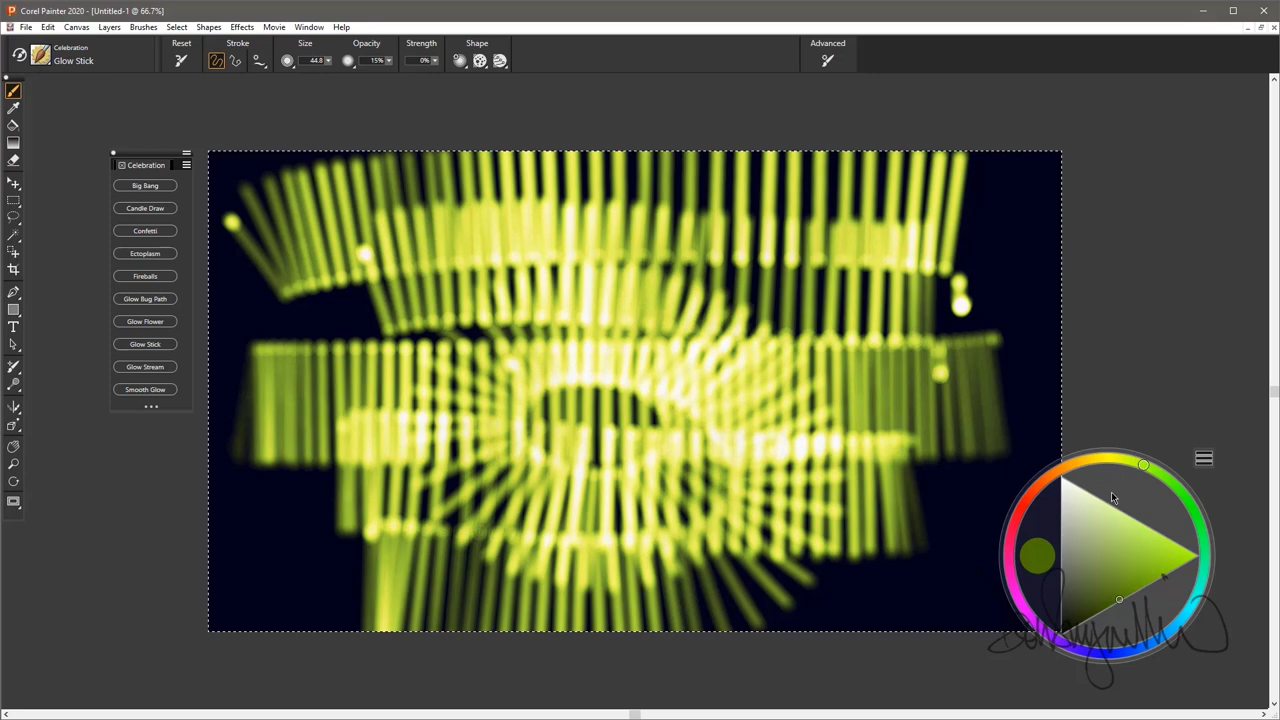 Corel Painter 2020 - [Untitled-1 @ 66.7%]
File Edit Canvas Layers Brushes Select Shapes Effects Movie Window Help
Celebration
Glow Stick
Reset Stroke Size Opacity Strength Shape Advanced
44.8 15% 0%
Celebration
Big Bang
Candle Draw
Confetti
Ectoplasm
Fireballs
Glow Bug Path
Glow Flower
Glow Stick
Glow Stream
Smooth Glow